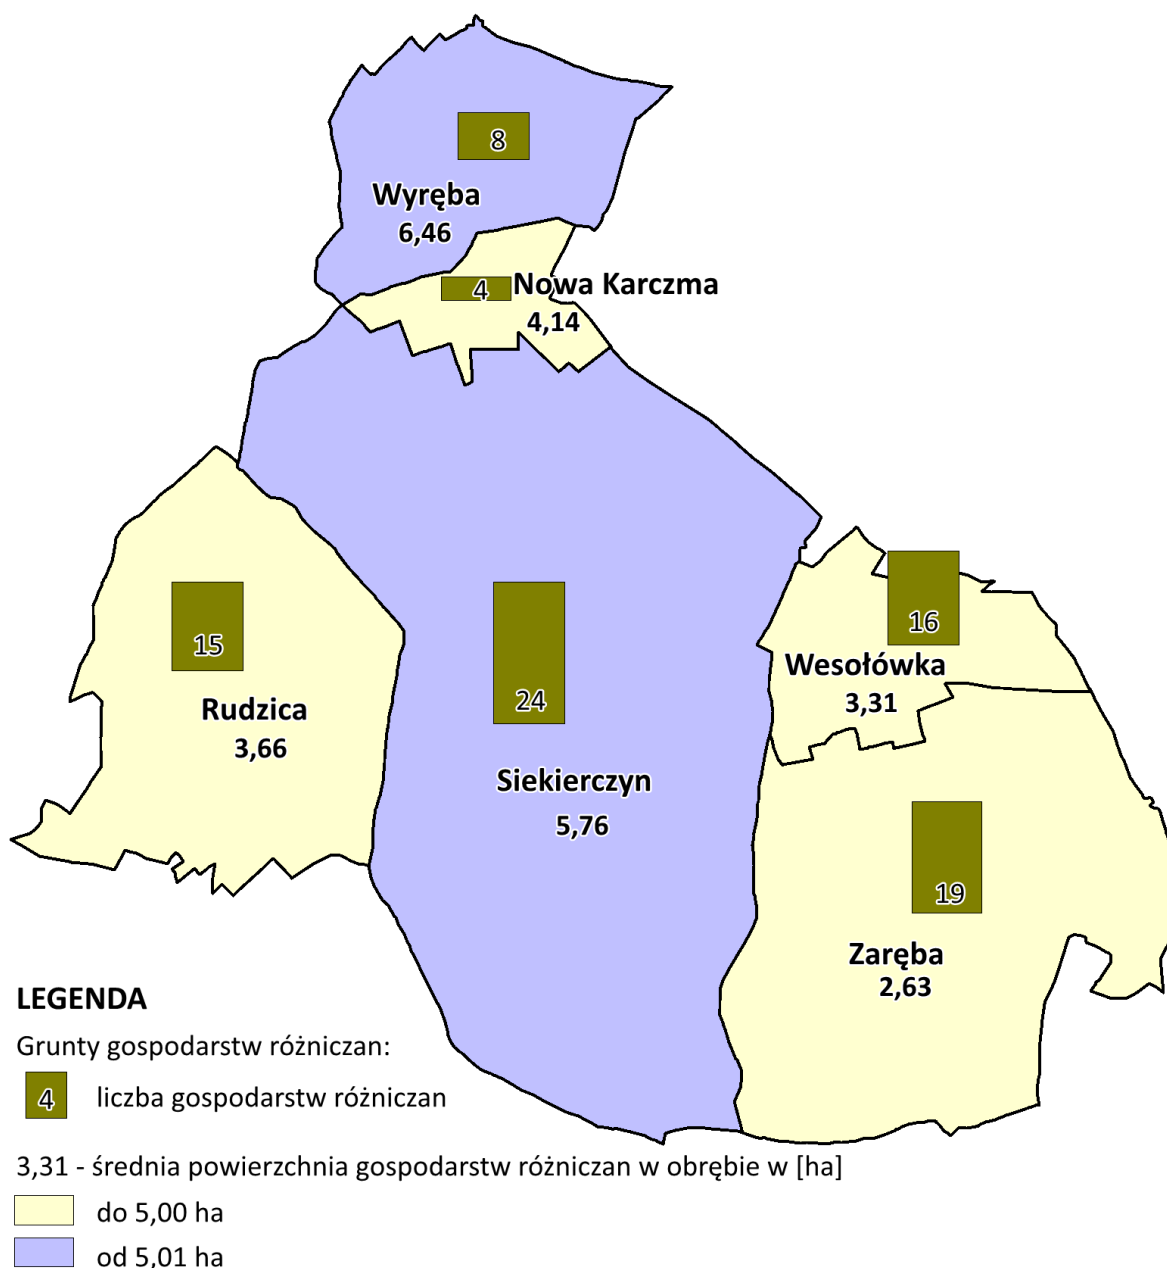 8
Wyręba
6,46
4
Nowa Karczma
4,14
16
15
Wesołówka
24
3,31
Rudzica
3,66
Siekierczyn
5,76
19
Zaręba
2,63
LEGENDA
Grunty gospodarstw różniczan:
4 liczba gospodarstw różniczan
3,31 - średnia powierzchnia gospodarstw różniczan w obrębie w [ha]
do 5,00 ha
od 5,01 ha